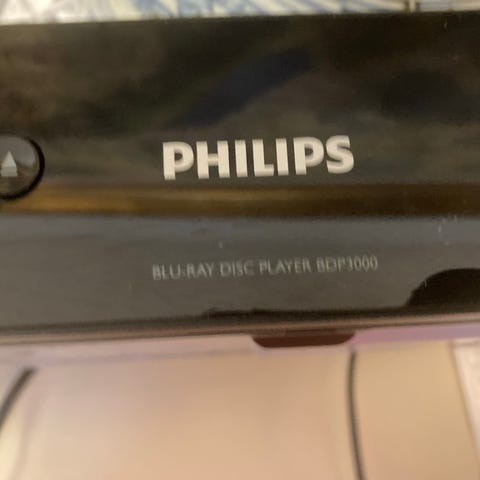 PHILIPS
BLU-RAY DISC PLAYER BDP3000